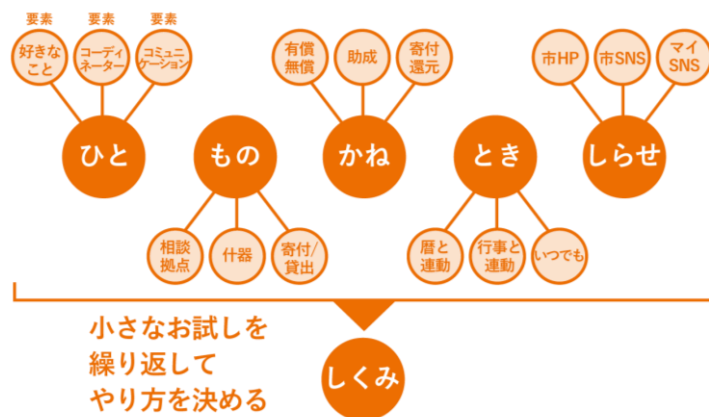 要素
要素
要素
好きな
こと
コーディ
ネーター
コミュニ
ケーション
有償
無償
助成
寄付
還元
市HP
市SNS
マイ
SNS
ひと
もの
かね
とき
しらせ
相談
拠点
什器
寄付/
貸出
暦と
連動
行事と
連動
いつでも
小さなお試しを
繰り返して
やり方を決める
しくみ